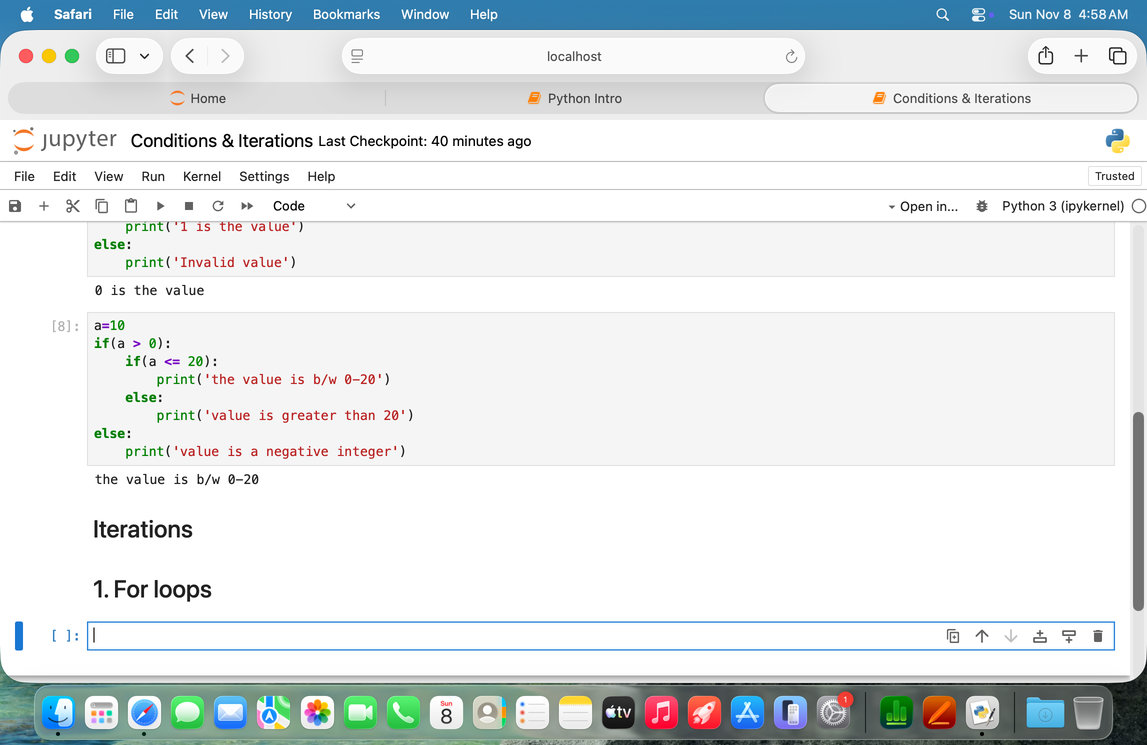 Safari File Edit View History Bookmarks Window Help Sun Nov 8 4:58 AM
localhost
Home Python Intro Conditions & Iterations
jupyter Conditions & Iterations Last Checkpoint: 40 minutes ago
File Edit View Run Kernel Settings Help Trusted
Code Open in... Python 3 (ipykernel)
print('1 is the value')
else:
print('Invalid value')
0 is the value
[8]: a=10
if(a > 0):
if(a <= 20):
print('the value is b/w 0-20')
else:
print('value is greater than 20')
else:
print('value is a negative integer')
the value is b/w 0-20
Iterations
1. For loops
[ ]:
Sun
8
tv
1